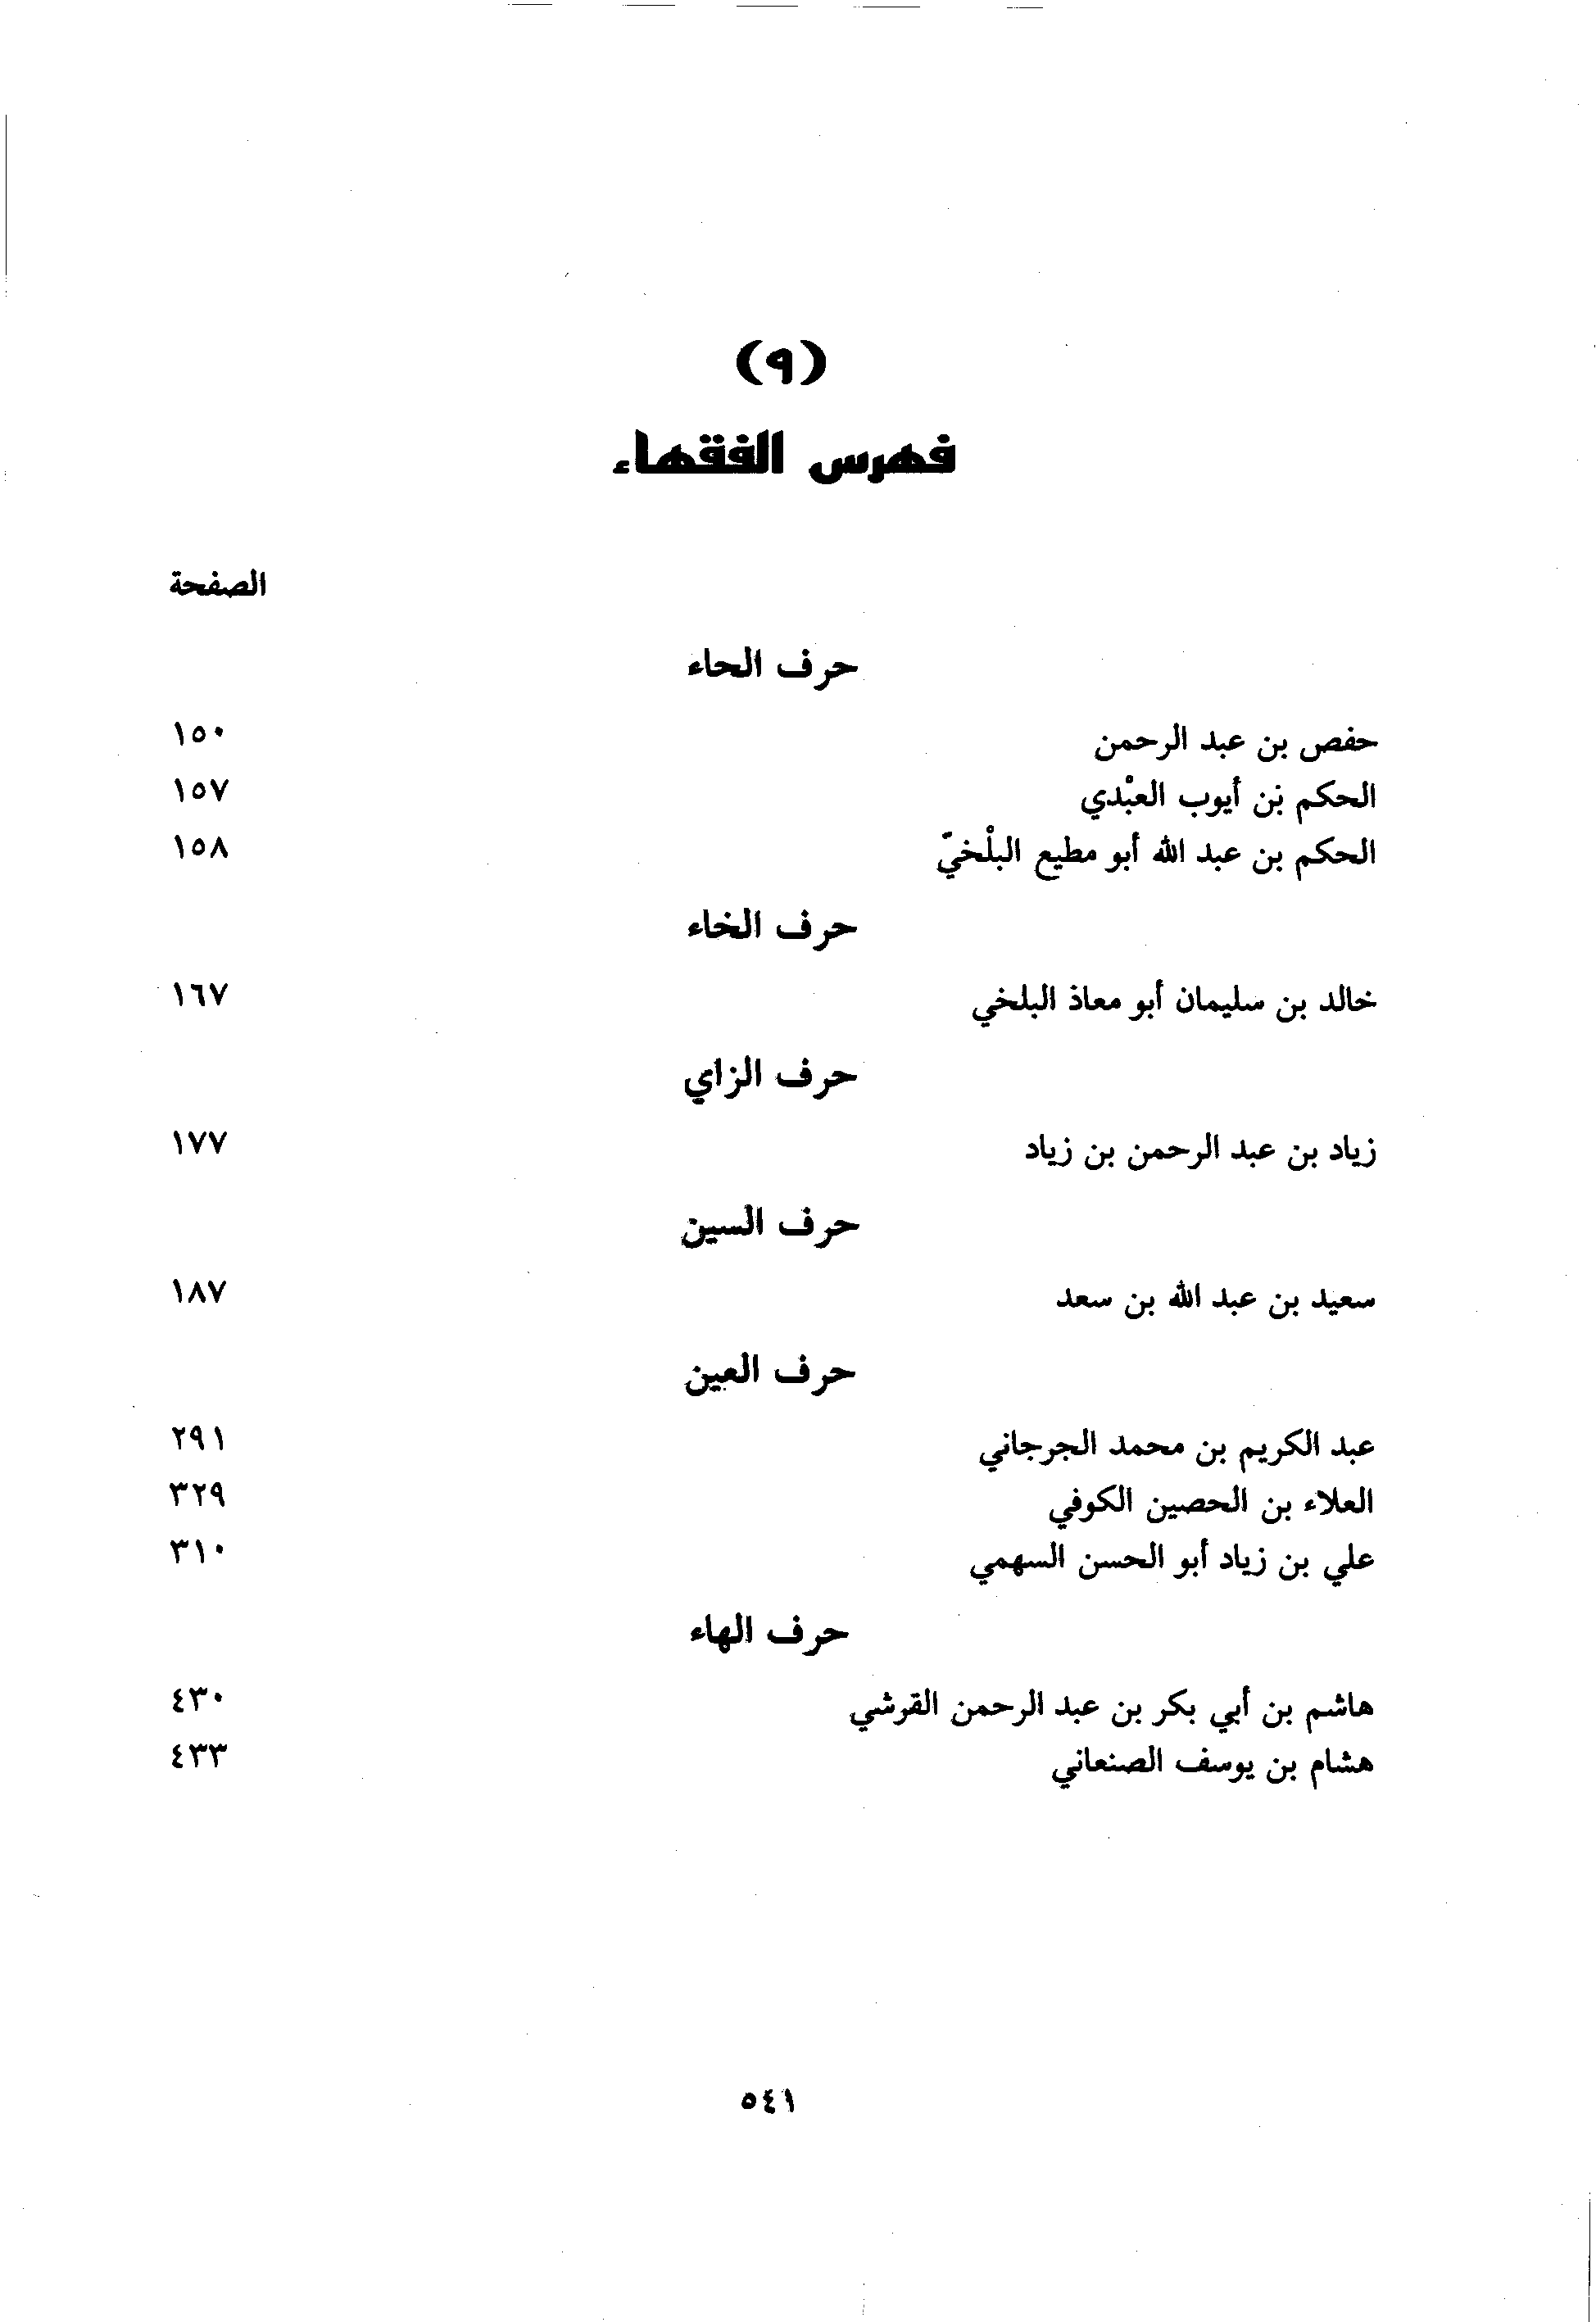 (٩)
فهرس الفقهاء
الصفحة
حرف الحاء
حفص بن عبد الرحمن ١٥٠
الحكم بن أيوب العبْدي ١٥٧
الحكم بن عبد الله أبو مطيع البلْخيّ ١٥٨
حرف الخاء
خالد بن سليمان أبو معاذ البلخي ١٦٧
حرف الزاي
زياد بن عبد الرحمن بن زياد ١٧٧
حرف السين
سعيد بن عبد الله بن سعد ١٨٧
حرف العين
عبد الكريم بن محمد الجرجاني ٢٩١
العلاء بن الحصين الكوفي ٣٢٩
علي بن زياد أبو الحسن السهمي ٣١٠
حرف الهاء
هاشم بن أبي بكر بن عبد الرحمن القرشي ٤٣٠
هشام بن يوسف الصنعاني ٤٣٣
٥٤١